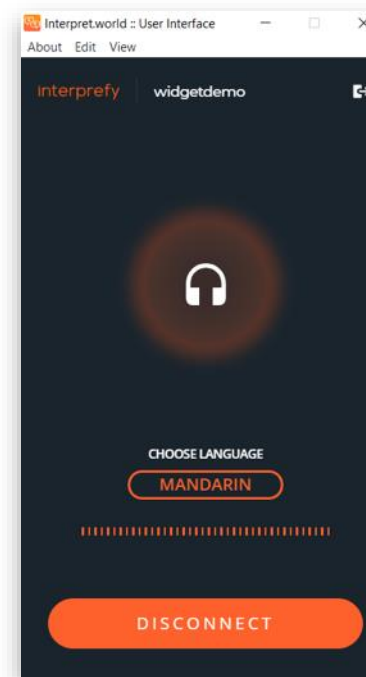 Interpret.world :: User Interface
About Edit View
interprefy widgetdemo
CHOOSE LANGUAGE
MANDARIN
DISCONNECT